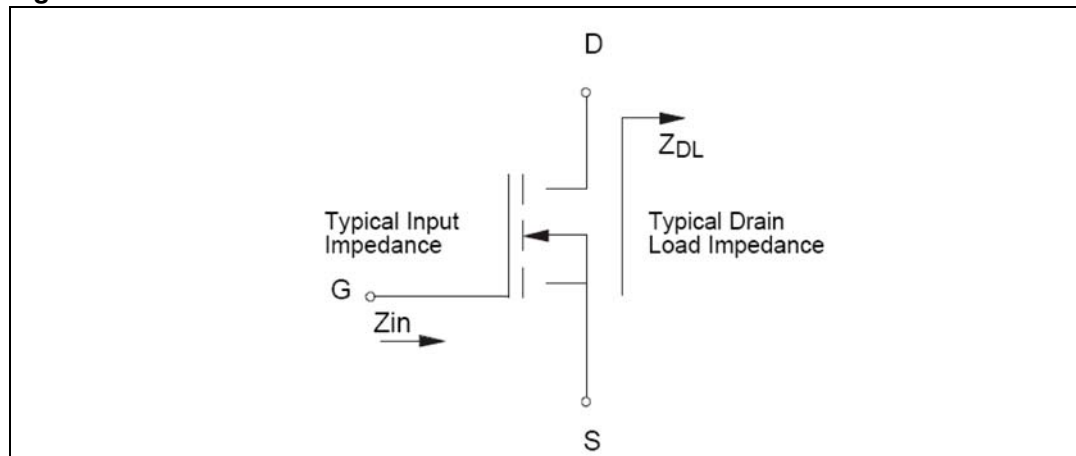 D
ZDL
Typical Input
Impedance
Typical Drain
Load Impedance
G
Zin
S